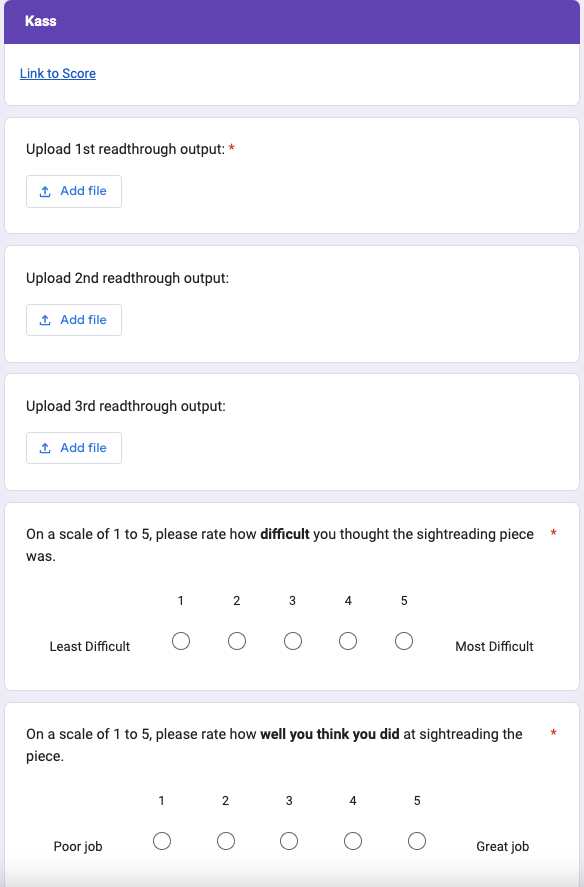 Kass
Link to Score
Upload 1st readthrough output: *
Add file
Upload 2nd readthrough output:
Add file
Upload 3rd readthrough output:
Add file
On a scale of 1 to 5, please rate how difficult you thought the sightreading piece *
was.
1 2 3 4 5
Least Difficult Most Difficult
On a scale of 1 to 5, please rate how well you think you did at sightreading the *
piece.
1 2 3 4 5
Poor job Great job